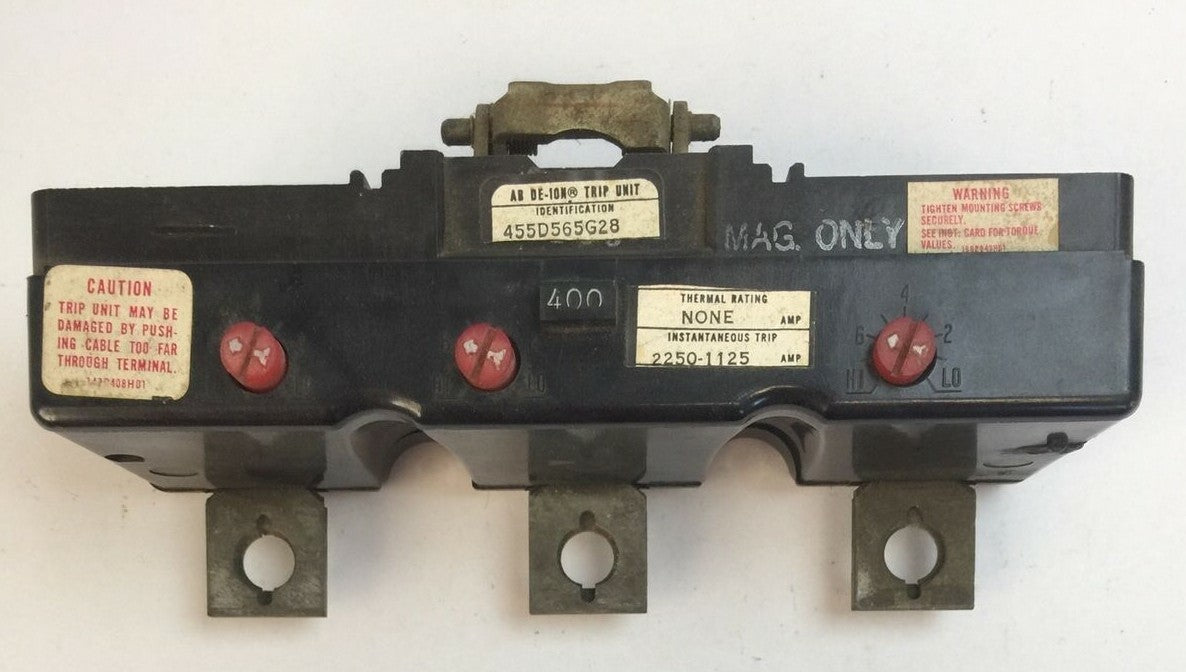 AB DE-ION® TRIP UNIT
IDENTIFICATION
455D565G28
MAG. ONLY
WARNING
TIGHTEN MOUNTING SCREWS
SECURELY.
SEE INST. CARD FOR TORQUE
VALUES.
CAUTION
TRIP UNIT MAY BE
DAMAGED BY PUSH-
ING CABLE TOO FAR
THROUGH TERMINAL.
400
THERMAL RATING
NONE AMP
INSTANTANEOUS TRIP
2250-1125 AMP
LO
4
6 2
HI LO